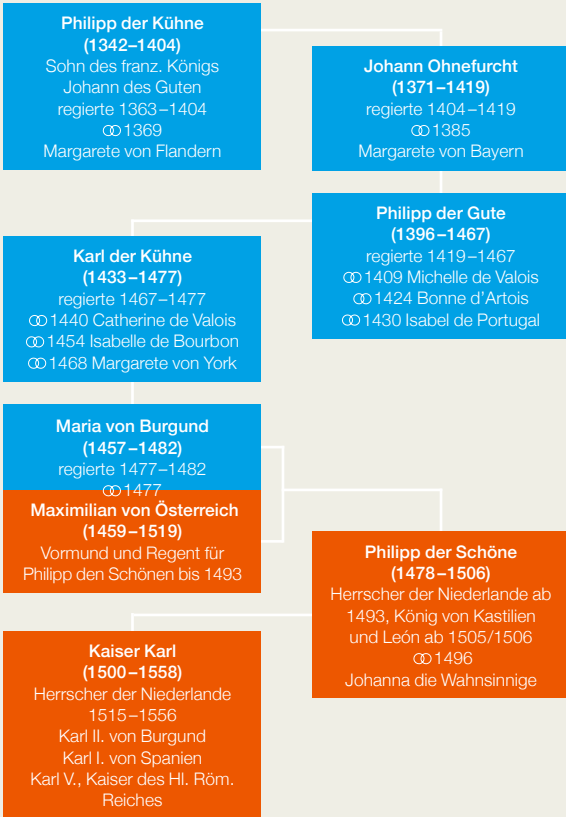 Philipp der Kühne
(1342–1404)
Sohn des franz. Königs
Johann des Guten
regierte 1363–1404
⚭ 1369
Margarete von Flandern
Johann Ohnefurcht
(1371–1419)
regierte 1404–1419
⚭ 1385
Margarete von Bayern
Philipp der Gute
(1396–1467)
regierte 1419–1467
⚭ 1409 Michelle de Valois
⚭ 1424 Bonne d’Artois
⚭ 1430 Isabel de Portugal
Karl der Kühne
(1433–1477)
regierte 1467–1477
⚭ 1440 Catherine de Valois
⚭ 1454 Isabelle de Bourbon
⚭ 1468 Margarete von York
Maria von Burgund
(1457–1482)
regierte 1477–1482
⚭ 1477
Maximilian von Österreich
(1459–1519)
Vormund und Regent für
Philipp den Schönen bis 1493
Philipp der Schöne
(1478–1506)
Herrscher der Niederlande ab
1493, König von Kastilien
und León ab 1505/1506
⚭ 1496
Johanna die Wahnsinnige
Kaiser Karl
(1500–1558)
Herrscher der Niederlande
1515–1556
Karl II. von Burgund
Karl I. von Spanien
Karl V., Kaiser des Hl. Röm.
Reiches